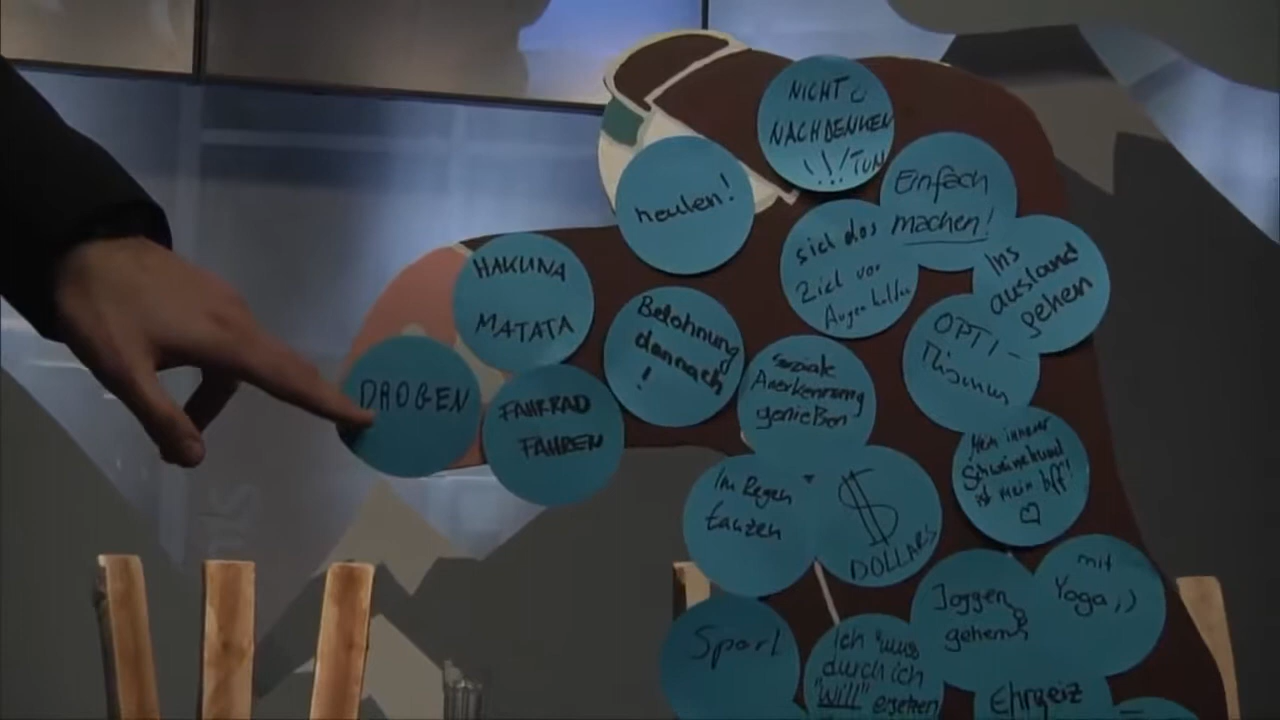 NICHT
NACHDENKEN
!!!/TUN
heulen!
Einfach
machen!
sich das
Ziel vor
Augen halten
Ins
ausland
gehen
HAKUNA
MATATA
Belohnung
dannach
!
OPTI-
mismus
Soziale
Anerkennung
genießen
DROGEN
FAHRRAD
FAHREN
Mein innerer
Schweinehund
ist mein bff!
Im Regen
tanzen
$
DOLLARS
Joggen
gehen
mit
Yoga ;)
Sport
Ich "muss"
durch ich
"will" ersetzen
Ehrgeiz